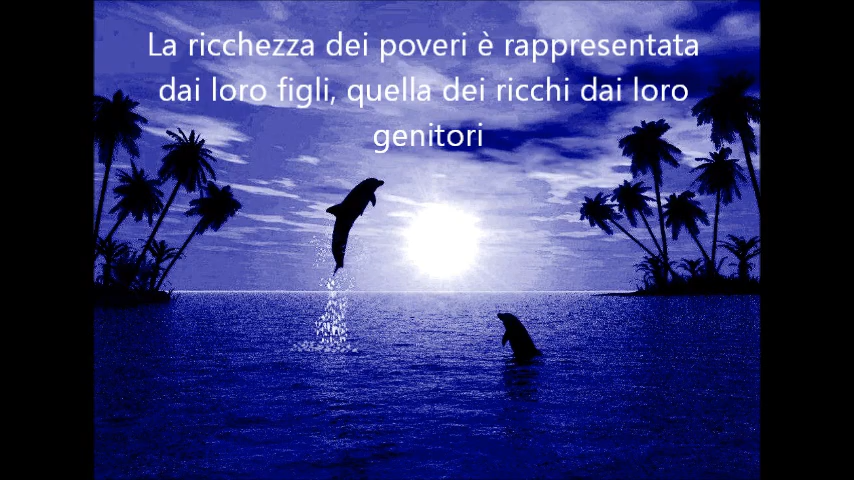 La ricchezza dei poveri è rappresentata
dai loro figli, quella dei ricchi dai loro
genitori